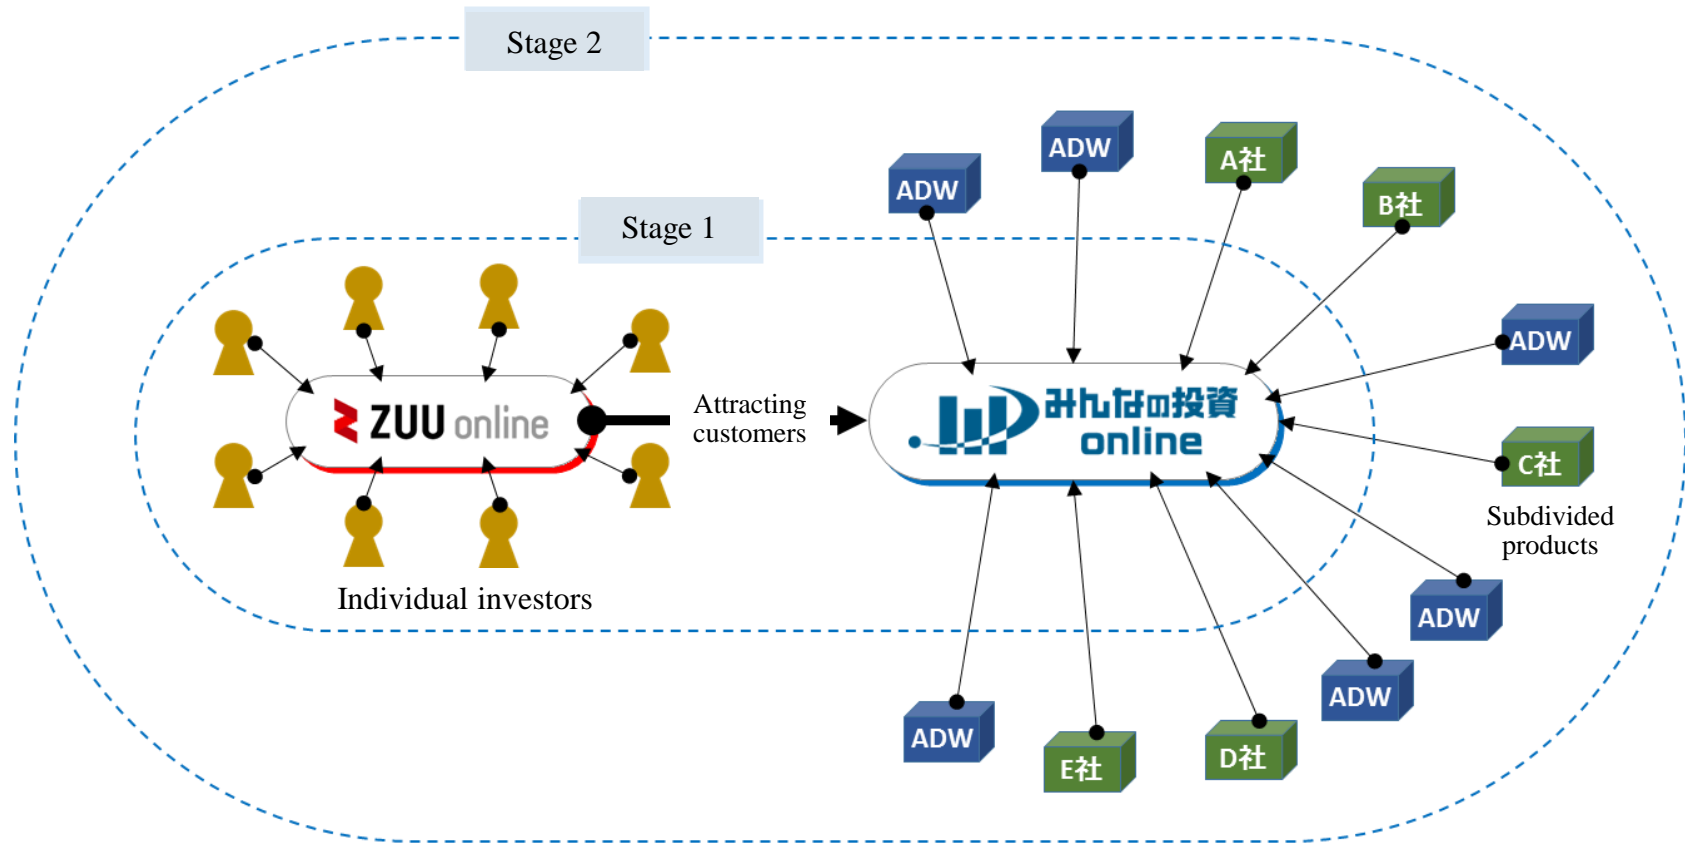 Stage 2
ADW
ADW
A社
B社
Stage 1
ADW
ZUU online
Attracting
customers
みんなの投資
online
C社
Subdivided
products
Individual investors
ADW
ADW
ADW
E社
D社